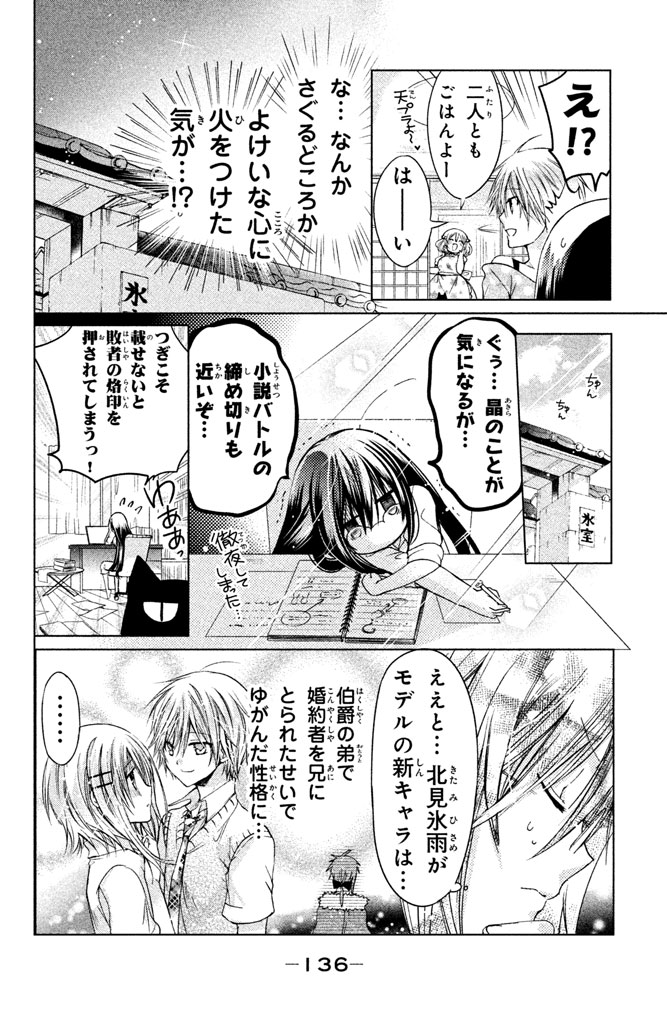 え!?
二人とも
ごはんよー
天プラよ〜♥
はーーい
な… なんか
さぐるどころか
よけいな心に
火をつけた
気が…!?
氷室
ちゅん
ちゅん
氷室
ぐぅ… 晶のことが
気になるが…
小説バトルの
締め切りも
近いぞ…
徹夜して
しまった…
つぎこそ
載せないと
敗者の烙印を
押されてしまうっ!
ゆああっ
ええと… 北見氷雨が
モデルの新キャラは…
伯爵の弟で
婚約者を兄に
とられたせいで
ゆがんだ性格に…
……
-136-